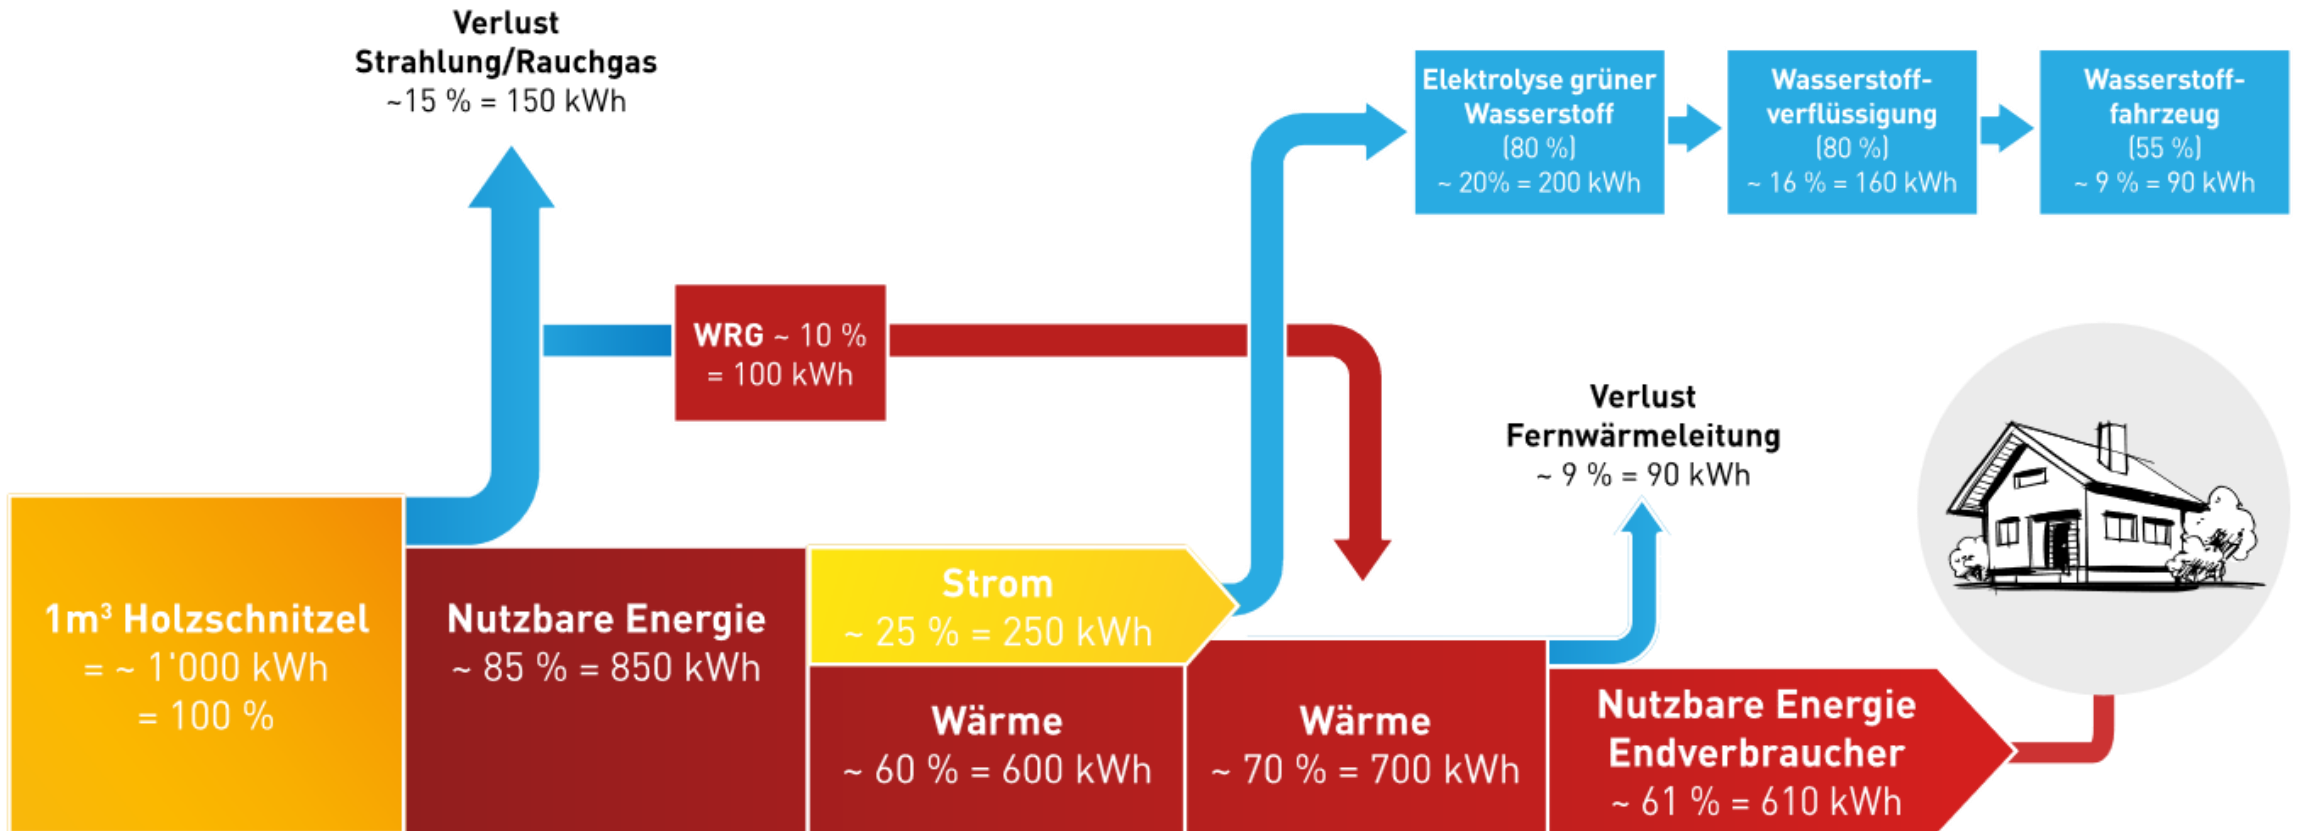 Verlust
Strahlung/Rauchgas
~15 % = 150 kWh
Elektrolyse grüner
Wasserstoff
(80 %)
~ 20% = 200 kWh
Wasserstoff-
verflüssigung
(80 %)
~ 16 % = 160 kWh
Wasserstoff-
fahrzeug
(55 %)
~ 9 % = 90 kWh
WRG ~ 10 %
= 100 kWh
Verlust
Fernwärmeleitung
~ 9 % = 90 kWh
1m³ Holzschnitzel
= ~ 1'000 kWh
= 100 %
Nutzbare Energie
~ 85 % = 850 kWh
Strom
~ 25 % = 250 kWh
Wärme
~ 60 % = 600 kWh
Wärme
~ 70 % = 700 kWh
Nutzbare Energie
Endverbraucher
~ 61 % = 610 kWh